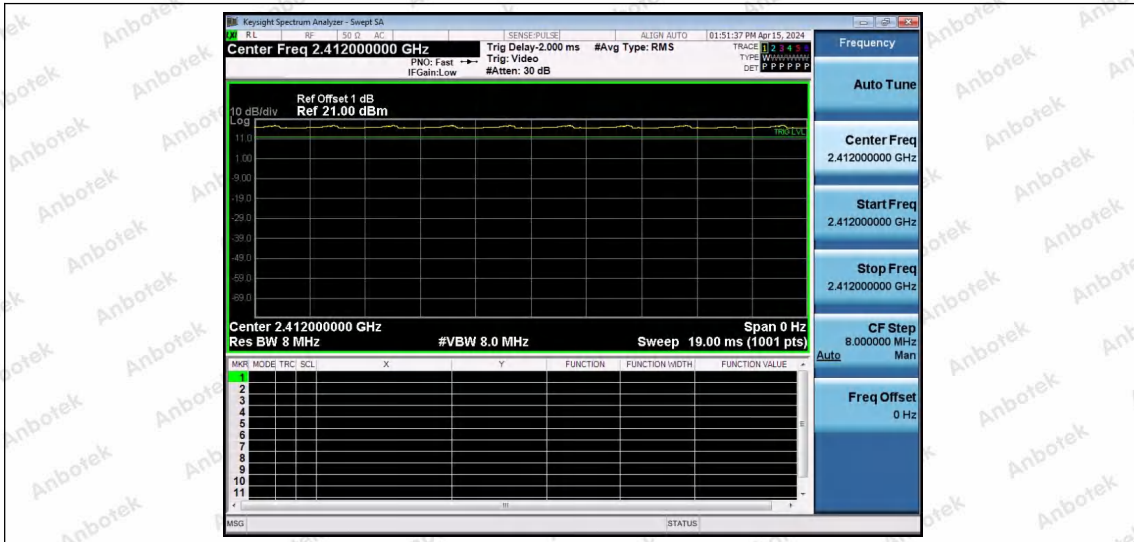 Keysight Spectrum Analyzer - Swept SA
RL RF 50 Ω AC SENSE:PULSE ALIGN AUTO 01:51:37 PM Apr 15, 2024
Center Freq 2.412000000 GHz
Trig Delay-2.000 ms #Avg Type: RMS TRACE 1 2 3 4 5 6
PNO: Fast Trig: Video TYPE W
IFGain:Low #Atten: 30 dB DET P P P P P P
Frequency
Auto Tune
Ref Offset 1 dB
10 dB/div Ref 21.00 dBm
Log
TRIG LVL
11.0
1.00
-9.00
-19.0
-29.0
-39.0
-49.0
-59.0
-69.0
Center 2.412000000 GHz Span 0 Hz
Res BW 8 MHz #VBW 8.0 MHz Sweep 19.00 ms (1001 pts)
Center Freq
2.412000000 GHz
Start Freq
2.412000000 GHz
Stop Freq
2.412000000 GHz
CF Step
8.000000 MHz
Auto Man
Freq Offset
0 Hz
MKR MODE TRC SCL X Y FUNCTION FUNCTION WIDTH FUNCTION VALUE
1
2
3
4
5
6
7
8
9
10
11
MSG STATUS
Anbotek